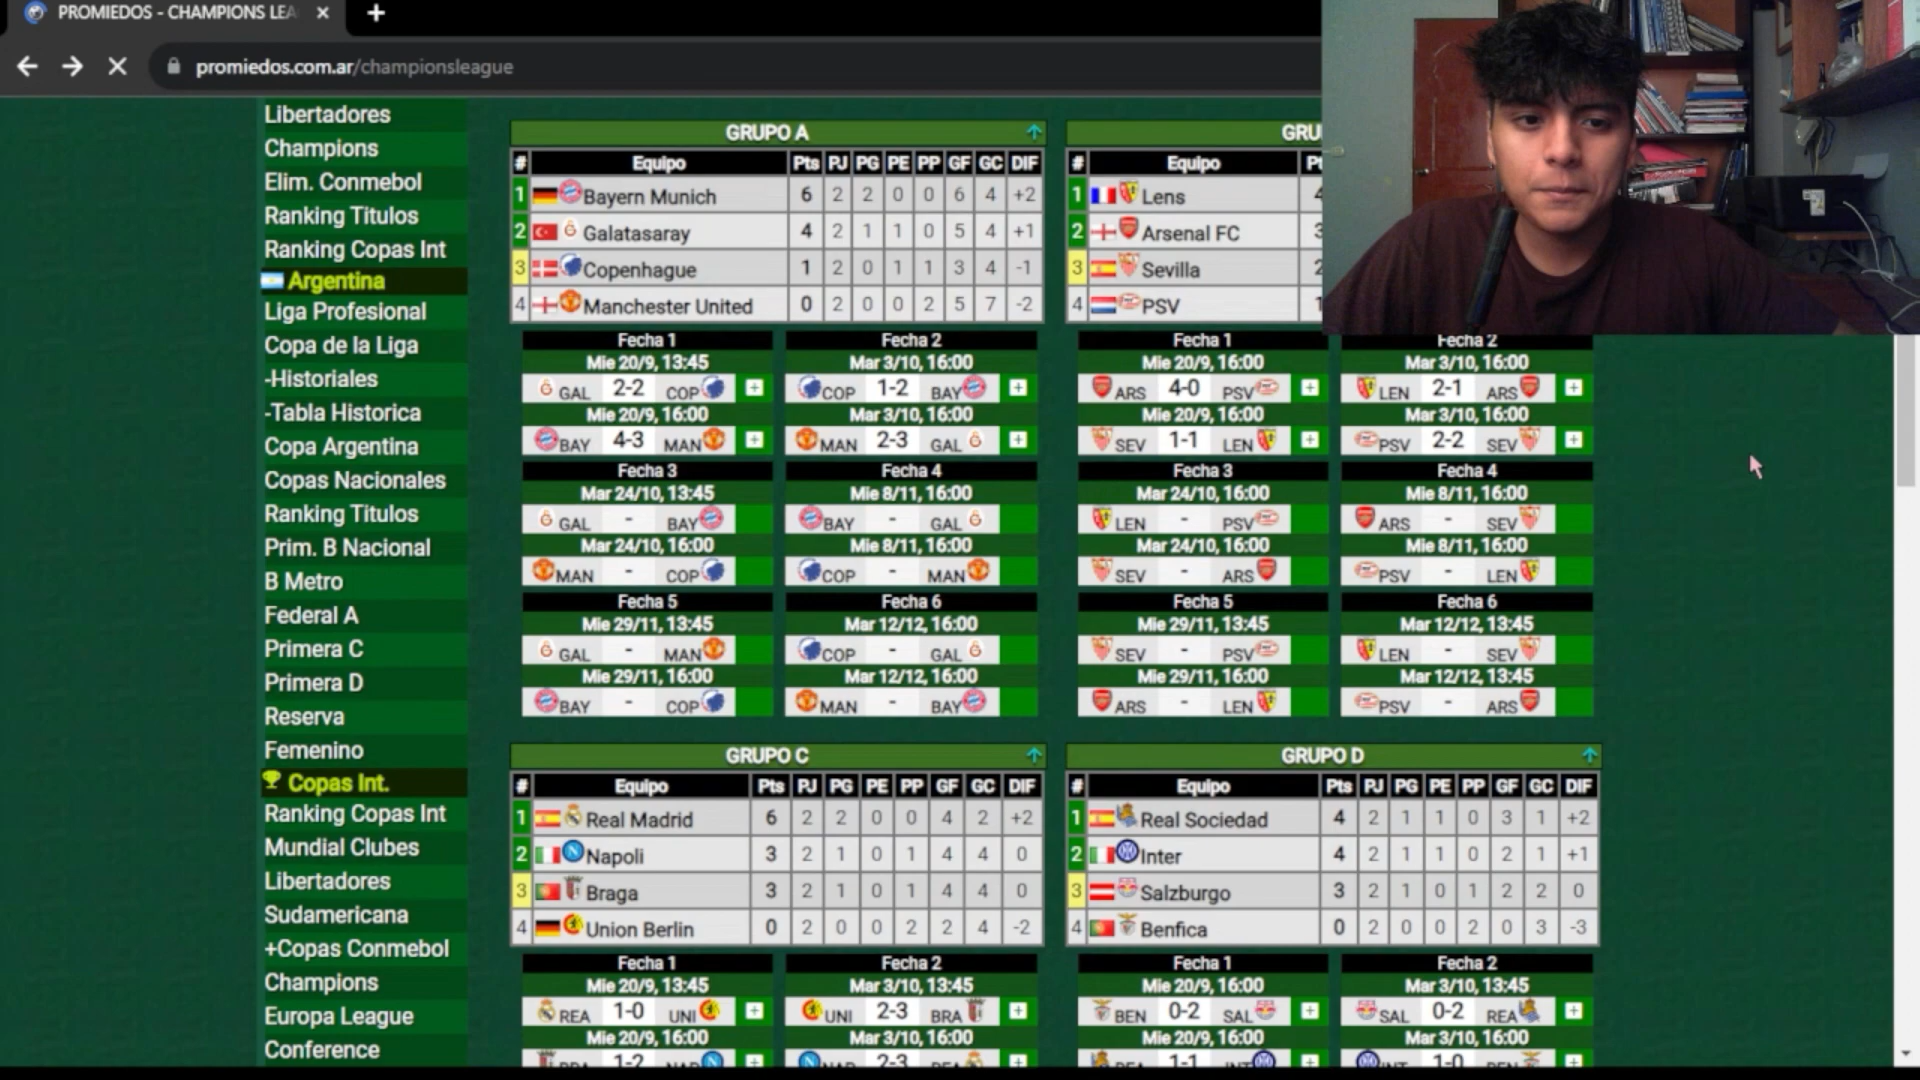 PROMIEDOS - CHAMPIONS LEA
promiedos.com.ar/championsleague
Libertadores
Champions
Elim. Conmebol
Ranking Titulos
Ranking Copas Int
Argentina
Liga Profesional
Copa de la Liga
-Historiales
-Tabla Historica
Copa Argentina
Copas Nacionales
Ranking Titulos
Prim. B Nacional
B Metro
Federal A
Primera C
Primera D
Reserva
Femenino
Copas Int.
Ranking Copas Int
Mundial Clubes
Libertadores
Sudamericana
+Copas Conmebol
Champions
Europa League
Conference
GRUPO A
# Equipo Pts PJ PG PE PP GF GC DIF
1 Bayern Munich 6 2 2 0 0 6 4 +2
2 Galatasaray 4 2 1 1 0 5 4 +1
3 Copenhague 1 2 0 1 1 3 4 -1
4 Manchester United 0 2 0 0 2 5 7 -2
Fecha 1 Fecha 2
Mie 20/9, 13:45 Mar 3/10, 16:00
GAL 2-2 COP + COP 1-2 BAY +
Mie 20/9, 16:00 Mar 3/10, 16:00
BAY 4-3 MAN + MAN 2-3 GAL +
Fecha 3 Fecha 4
Mar 24/10, 13:45 Mie 8/11, 16:00
GAL - BAY BAY - GAL
Mar 24/10, 16:00 Mie 8/11, 16:00
MAN - COP COP - MAN
Fecha 5 Fecha 6
Mie 29/11, 13:45 Mar 12/12, 16:00
GAL - MAN COP - GAL
Mie 29/11, 16:00 Mar 12/12, 16:00
BAY - COP MAN - BAY
GRU
# Equipo Pt
1 Lens 4
2 Arsenal FC 3
3 Sevilla 2
4 PSV 1
Fecha 1 Fecha 2
Mie 20/9, 16:00 Mar 3/10, 16:00
ARS 4-0 PSV + LEN 2-1 ARS +
Mie 20/9, 16:00 Mar 3/10, 16:00
SEV 1-1 LEN + PSV 2-2 SEV +
Fecha 3 Fecha 4
Mar 24/10, 16:00 Mie 8/11, 16:00
LEN - PSV ARS - SEV
Mar 24/10, 16:00 Mie 8/11, 16:00
SEV - ARS PSV - LEN
Fecha 5 Fecha 6
Mie 29/11, 13:45 Mar 12/12, 13:45
SEV - PSV LEN - SEV
Mie 29/11, 16:00 Mar 12/12, 13:45
ARS - LEN PSV - ARS
GRUPO C
# Equipo Pts PJ PG PE PP GF GC DIF
1 Real Madrid 6 2 2 0 0 4 2 +2
2 Napoli 3 2 1 0 1 4 4 0
3 Braga 3 2 1 0 1 4 4 0
4 Union Berlin 0 2 0 0 2 2 4 -2
Fecha 1 Fecha 2
Mie 20/9, 13:45 Mar 3/10, 13:45
REA 1-0 UNI + UNI 2-3 BRA +
Mie 20/9, 16:00 Mar 3/10, 16:00
BRA 1-2 NAP + NAP 2-3 REA +
GRUPO D
# Equipo Pts PJ PG PE PP GF GC DIF
1 Real Sociedad 4 2 1 1 0 3 1 +2
2 Inter 4 2 1 1 0 2 1 +1
3 Salzburgo 3 2 1 0 1 2 2 0
4 Benfica 0 2 0 0 2 0 3 -3
Fecha 1 Fecha 2
Mie 20/9, 16:00 Mar 3/10, 13:45
BEN 0-2 SAL + SAL 0-2 REA +
Mie 20/9, 16:00 Mar 3/10, 16:00
REA 1-1 INT + INT 1-0 BEN +